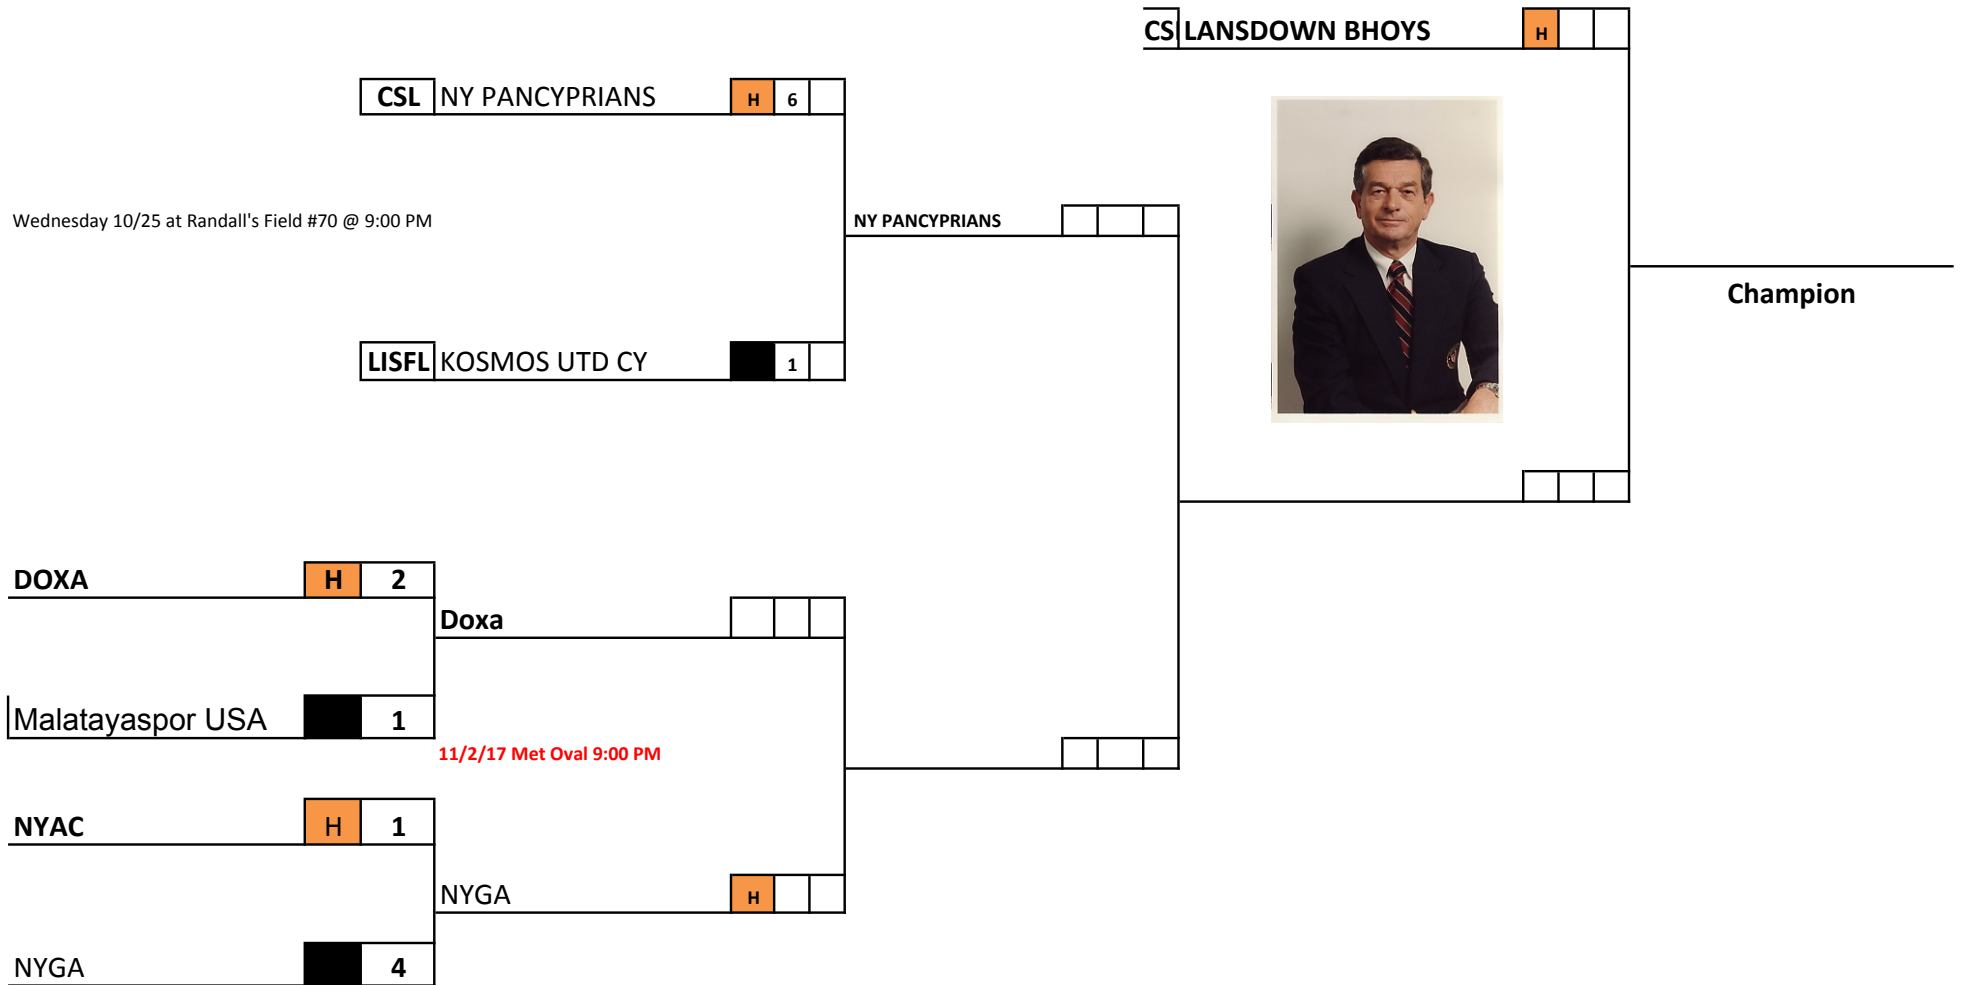 CS LANSDOWN BHOYS H
CSL NY PANCYPRIANS H 6
Wednesday 10/25 at Randall's Field #70 @ 9:00 PM
NY PANCYPRIANS
Champion
LISFL KOSMOS UTD CY 1
DOXA H 2
Doxa
Malatayaspor USA 1
11/2/17 Met Oval 9:00 PM
NYAC H 1
NYGA H
NYGA 4